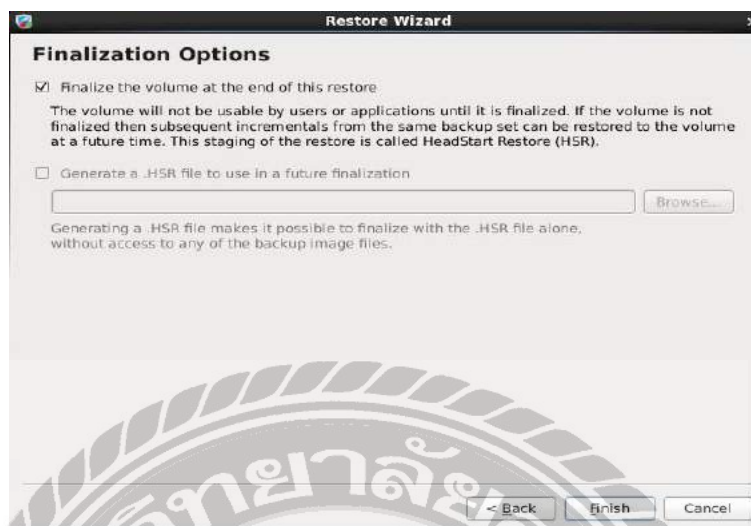 Restore Wizard
Finalization Options
Finalize the volume at the end of this restore
The volume will not be usable by users or applications until it is finalized. If the volume is not
finalized then subsequent incrementals from the same backup set can be restored to the volume
at a future time. This staging of the restore is called HeadStart Restore (HSR).
Generate a .HSR file to use in a future finalization
Browse...
Generating a .HSR file makes it possible to finalize with the .HSR file alone,
without access to any of the backup image files.
< Back Finish Cancel